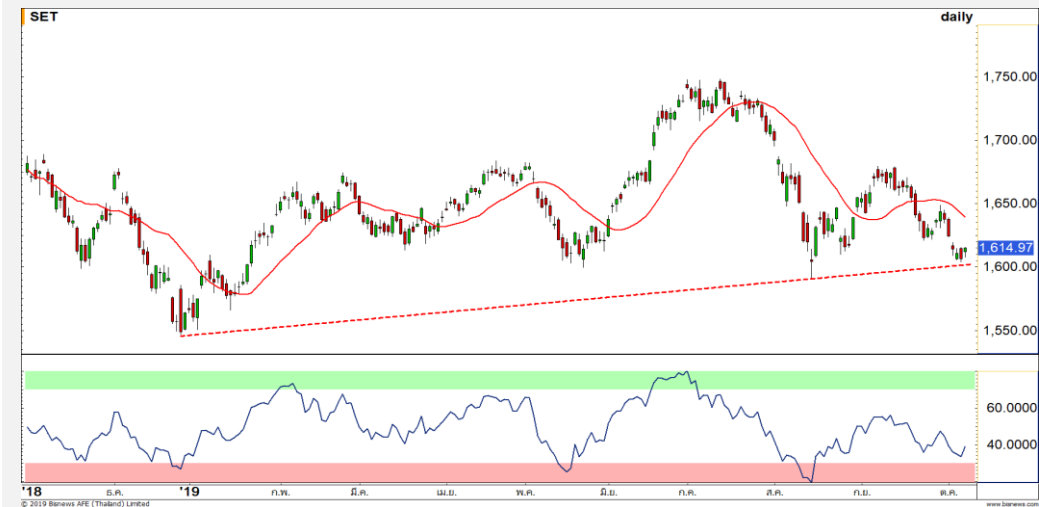 SET daily
1,750.00
1,700.00
1,650.00
1,614.97
1,600.00
1,550.00
60.0000
40.0000
'18 ธ.ค. '19 ก.พ. มี.ค. เม.ย. พ.ค. มิ.ย. ก.ค. ส.ค. ก.ย. ต.ค.
© 2019 Bisnews AFE (Thailand) Limited www.bisnews.com